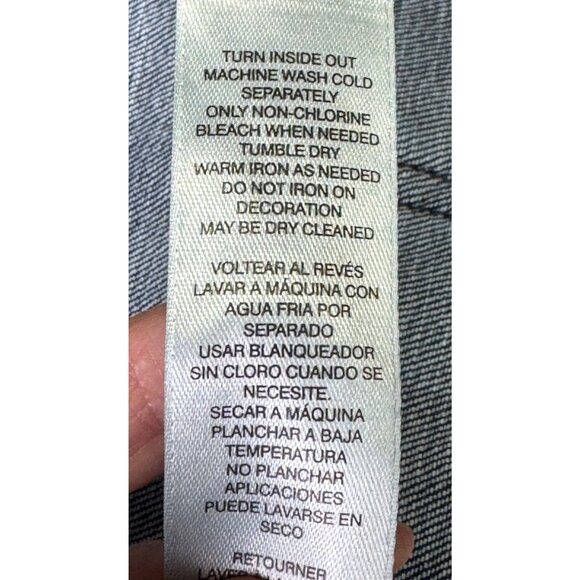 TURN INSIDE OUT
MACHINE WASH COLD
SEPARATELY
ONLY NON-CHLORINE
BLEACH WHEN NEEDED
TUMBLE DRY
WARM IRON AS NEEDED
DO NOT IRON ON
DECORATION
MAY BE DRY CLEANED
VOLTEAR AL REVÉS
LAVAR A MÁQUINA CON
AGUA FRIA POR
SEPARADO
USAR BLANQUEADOR
SIN CLORO CUANDO SE
NECESITE.
SECAR A MÁQUINA
PLANCHAR A BAJA
TEMPERATURA
NO PLANCHAR
APLICACIONES
PUEDE LAVARSE EN
SECO
RETOURNER